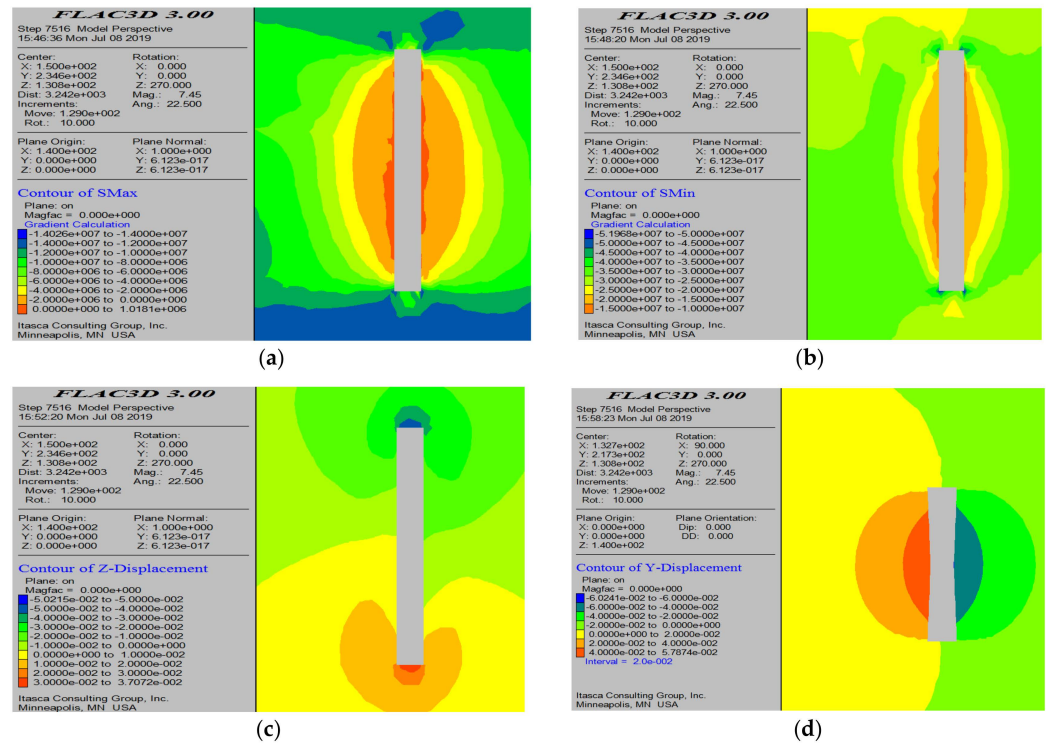 FLAC3D 3.00
Step 7516 Model Perspective
15:46:36 Mon Jul 08 2019
Center: Rotation:
X: 1.500e+002 X: 0.000
Y: 2.346e+002 Y: 0.000
Z: 1.308e+002 Z: 270.000
Dist: 3.242e+003 Mag.: 7.45
Increments: Ang.: 22.500
Move: 1.290e+002
Rot.: 10.000
Plane Origin: Plane Normal:
X: 1.400e+002 X: 1.000e+000
Y: 0.000e+000 Y: 6.123e-017
Z: 0.000e+000 Z: 6.123e-017
Contour of SMax
Plane: on
Magfac = 0.000e+000
Gradient Calculation
-1.4026e+007 to -1.4000e+007
-1.4000e+007 to -1.2000e+007
-1.2000e+007 to -1.0000e+007
-1.0000e+007 to -8.0000e+006
-8.0000e+006 to -6.0000e+006
-6.0000e+006 to -4.0000e+006
-4.0000e+006 to -2.0000e+006
-2.0000e+006 to 0.0000e+000
0.0000e+000 to 1.0181e+006
Itasca Consulting Group, Inc.
Minneapolis, MN USA
(a)
FLAC3D 3.00
Step 7516 Model Perspective
15:48:20 Mon Jul 08 2019
Center: Rotation:
X: 1.500e+002 X: 0.000
Y: 2.346e+002 Y: 0.000
Z: 1.308e+002 Z: 270.000
Dist: 3.242e+003 Mag.: 7.45
Increments: Ang.: 22.500
Move: 1.290e+002
Rot.: 10.000
Plane Origin: Plane Normal:
X: 1.400e+002 X: 1.000e+000
Y: 0.000e+000 Y: 6.123e-017
Z: 0.000e+000 Z: 6.123e-017
Contour of SMin
Plane: on
Magfac = 0.000e+000
Gradient Calculation
-5.1968e+007 to -5.0000e+007
-5.0000e+007 to -4.5000e+007
-4.5000e+007 to -4.0000e+007
-4.0000e+007 to -3.5000e+007
-3.5000e+007 to -3.0000e+007
-3.0000e+007 to -2.5000e+007
-2.5000e+007 to -2.0000e+007
-2.0000e+007 to -1.5000e+007
-1.5000e+007 to -1.0000e+007
Itasca Consulting Group, Inc.
Minneapolis, MN USA
(b)
FLAC3D 3.00
Step 7516 Model Perspective
15:52:20 Mon Jul 08 2019
Center: Rotation:
X: 1.500e+002 X: 0.000
Y: 2.346e+002 Y: 0.000
Z: 1.308e+002 Z: 270.000
Dist: 3.242e+003 Mag.: 7.45
Increments: Ang.: 22.500
Move: 1.290e+002
Rot.: 10.000
Plane Origin: Plane Normal:
X: 1.400e+002 X: 1.000e+000
Y: 0.000e+000 Y: 6.123e-017
Z: 0.000e+000 Z: 6.123e-017
Contour of Z-Displacement
Plane: on
Magfac = 0.000e+000
-5.0215e-002 to -5.0000e-002
-5.0000e-002 to -4.0000e-002
-4.0000e-002 to -3.0000e-002
-3.0000e-002 to -2.0000e-002
-2.0000e-002 to -1.0000e-002
-1.0000e-002 to 0.0000e+000
0.0000e+000 to 1.0000e-002
1.0000e-002 to 2.0000e-002
2.0000e-002 to 3.0000e-002
3.0000e-002 to 3.7072e-002
Itasca Consulting Group, Inc.
Minneapolis, MN USA
(c)
FLAC3D 3.00
Step 7516 Model Perspective
15:58:23 Mon Jul 08 2019
Center: Rotation:
X: 1.327e+002 X: 90.000
Y: 2.173e+002 Y: 0.000
Z: 1.308e+002 Z: 270.000
Dist: 3.242e+003 Mag.: 7.45
Increments: Ang.: 22.500
Move: 1.290e+002
Rot.: 10.000
Plane Origin: Plane Orientation:
X: 0.000e+000 Dip: 0.000
Y: 0.000e+000 DD: 0.000
Z: 1.400e+002
Contour of Y-Displacement
Plane: on
Magfac = 0.000e+000
-6.0241e-002 to -6.0000e-002
-6.0000e-002 to -4.0000e-002
-4.0000e-002 to -2.0000e-002
-2.0000e-002 to 0.0000e+000
0.0000e+000 to 2.0000e-002
2.0000e-002 to 4.0000e-002
4.0000e-002 to 5.7874e-002
Interval = 2.0e-002
Itasca Consulting Group, Inc.
Minneapolis, MN USA
(d)